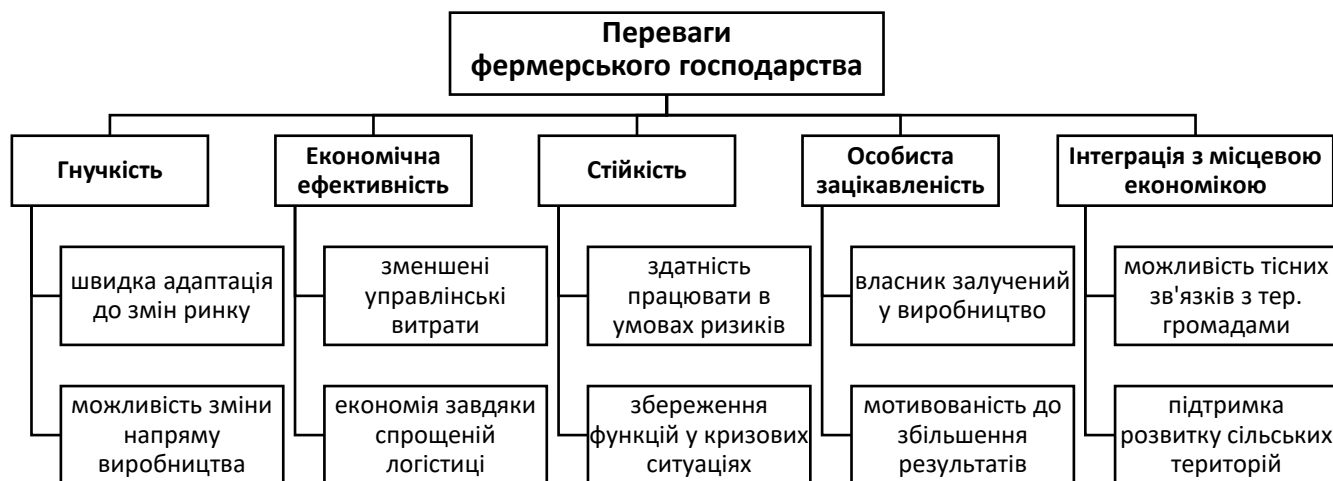 Переваги
фермерського господарства
Гнучкість
швидка адаптація
до змін ринку
можливість зміни
напряму
виробництва
Економічна
ефективність
зменшені
управлінські
витрати
економія завдяки
спрощеній
логістиці
Стійкість
здатність
працювати в
умовах ризиків
збереження
функцій у кризових
ситуаціях
Особиста
зацікавленість
власник залучений
у виробництво
мотивованість до
збільшення
результатів
Інтеграція з місцевою
економікою
можливість тісних
зв'язків з тер.
громадами
підтримка
розвитку сільських
територій